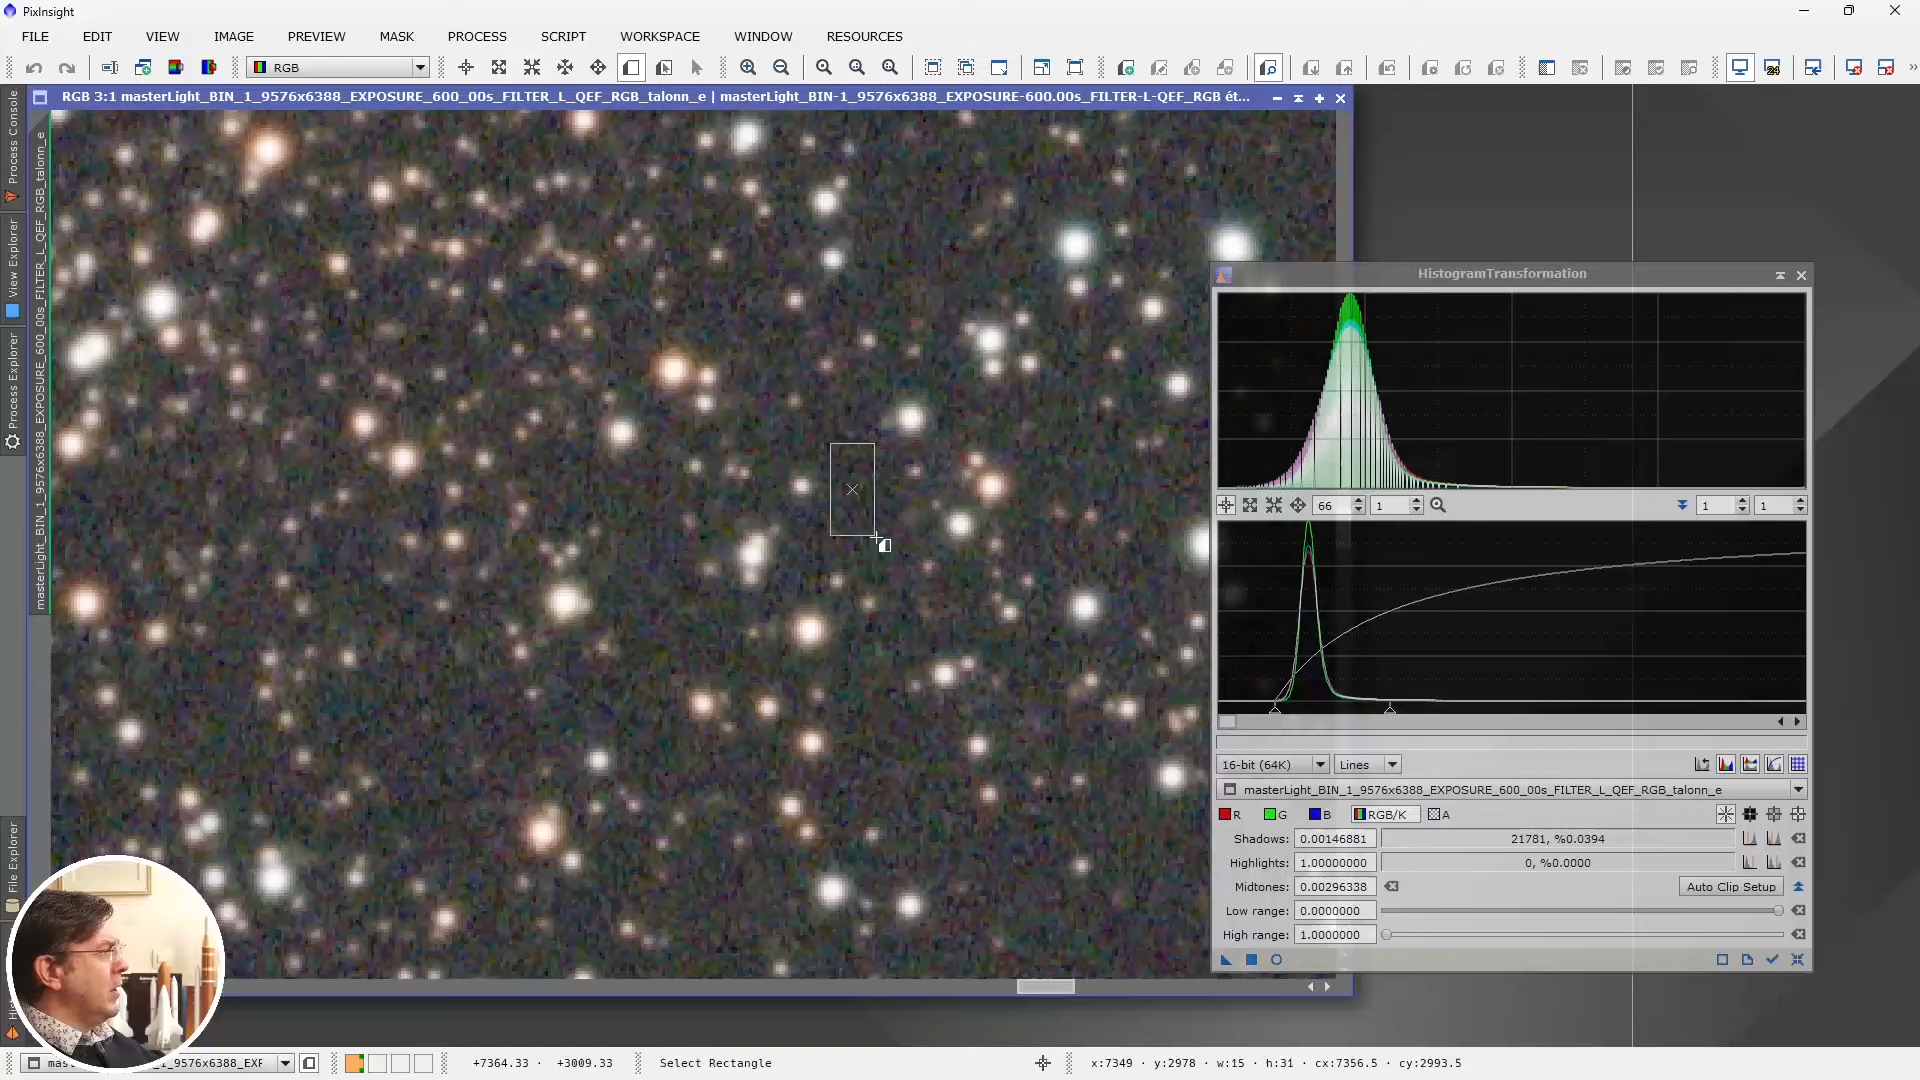 PixInsight
FILE EDIT VIEW IMAGE PREVIEW MASK PROCESS SCRIPT WORKSPACE WINDOW RESOURCES
RGB
24
RGB 3:1 masterLight_BIN_1_9576x6388_EXPOSURE_600_00s_FILTER_L_QEF_RGB_talonn_e | masterLight_BIN-1_9576x6388_EXPOSURE-600.00s_FILTER-L-QEF_RGB ét...
Process Console
View Explorer
Process Explorer
File Explorer
masterLight_BIN_1_9576x6388_EXPOSURE_600_00s_FILTER_L_QEF_RGB_talonn_e
HistogramTransformation
66 1 1 1
16-bit (64K) Lines
masterLight_BIN_1_9576x6388_EXPOSURE_600_00s_FILTER_L_QEF_RGB_talonn_e
R G B RGB/K A
Shadows: 0.00146881 21781, %0.0394
Highlights: 1.00000000 0, %0.0000
Midtones: 0.00296338 Auto Clip Setup
Low range: 0.0000000
High range: 1.0000000
+7364.33 · +3009.33 Select Rectangle x:7349 · y:2978 · w:15 · h:31 · cx:7356.5 · cy:2993.5